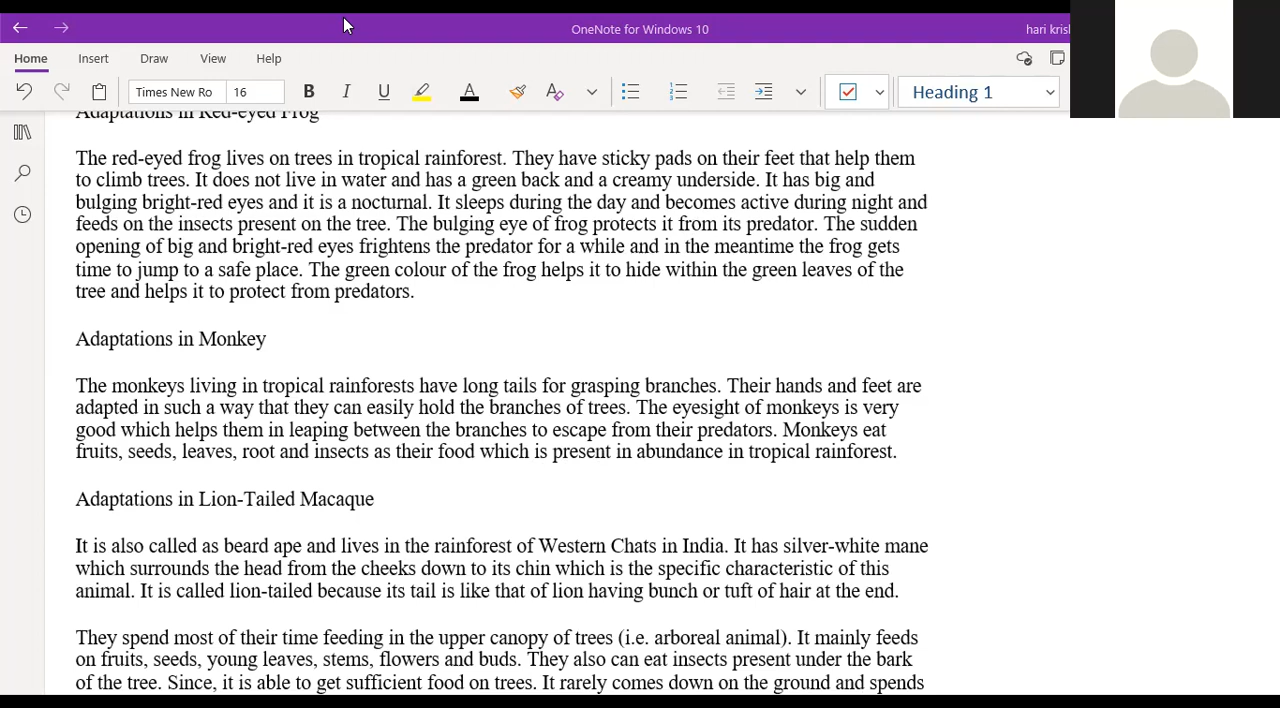 OneNote for Windows 10
hari krisl
Home Insert Draw View Help
Times New Ro 16 B I U A A Heading 1
Adaptations in Red-eyed Frog
The red-eyed frog lives on trees in tropical rainforest. They have sticky pads on their feet that help them
to climb trees. It does not live in water and has a green back and a creamy underside. It has big and
bulging bright-red eyes and it is a nocturnal. It sleeps during the day and becomes active during night and
feeds on the insects present on the tree. The bulging eye of frog protects it from its predator. The sudden
opening of big and bright-red eyes frightens the predator for a while and in the meantime the frog gets
time to jump to a safe place. The green colour of the frog helps it to hide within the green leaves of the
tree and helps it to protect from predators.
Adaptations in Monkey
The monkeys living in tropical rainforests have long tails for grasping branches. Their hands and feet are
adapted in such a way that they can easily hold the branches of trees. The eyesight of monkeys is very
good which helps them in leaping between the branches to escape from their predators. Monkeys eat
fruits, seeds, leaves, root and insects as their food which is present in abundance in tropical rainforest.
Adaptations in Lion-Tailed Macaque
It is also called as beard ape and lives in the rainforest of Western Chats in India. It has silver-white mane
which surrounds the head from the cheeks down to its chin which is the specific characteristic of this
animal. It is called lion-tailed because its tail is like that of lion having bunch or tuft of hair at the end.
They spend most of their time feeding in the upper canopy of trees (i.e. arboreal animal). It mainly feeds
on fruits, seeds, young leaves, stems, flowers and buds. They also can eat insects present under the bark
of the tree. Since, it is able to get sufficient food on trees. It rarely comes down on the ground and spends